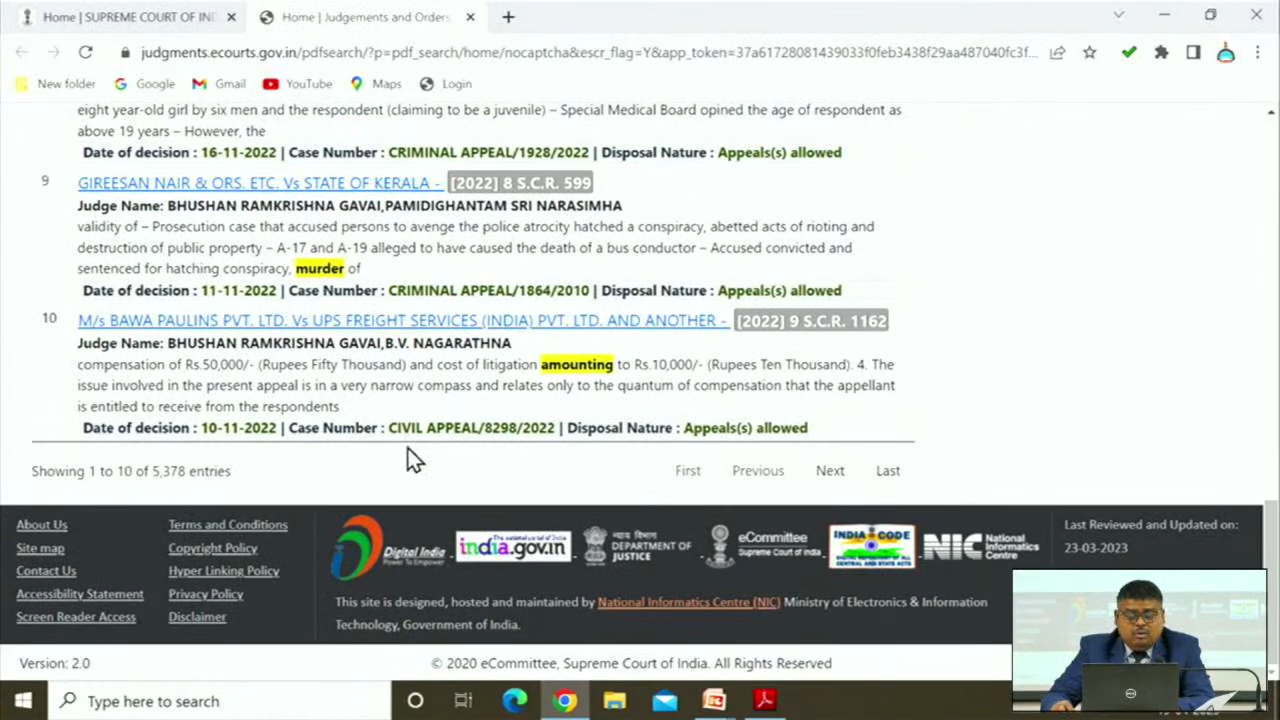 Home | SUPREME COURT OF IN
Home | Judgements and Orders
judgments.ecourts.gov.in/pdfsearch/?p=pdf_search/home/nocaptcha&escr_flag=Y&app_token=37a61728081439033f0feb3438f29aa487040fc3f...
New folder
Google
Gmail
YouTube
Maps
Login
eight year-old girl by six men and the respondent (claiming to be a juvenile) – Special Medical Board opined the age of respondent as
above 19 years – However, the
Date of decision : 16-11-2022 | Case Number : CRIMINAL APPEAL/1928/2022 | Disposal Nature : Appeals(s) allowed
9 GIREESAN NAIR & ORS. ETC. Vs STATE OF KERALA - [2022] 8 S.C.R. 599
Judge Name: BHUSHAN RAMKRISHNA GAVAI,PAMIDIGHANTAM SRI NARASIMHA
validity of – Prosecution case that accused persons to avenge the police atrocity hatched a conspiracy, abetted acts of rioting and
destruction of public property – A-17 and A-19 alleged to have caused the death of a bus conductor – Accused convicted and
sentenced for hatching conspiracy, murder of
Date of decision : 11-11-2022 | Case Number : CRIMINAL APPEAL/1864/2010 | Disposal Nature : Appeals(s) allowed
10 M/s BAWA PAULINS PVT. LTD. Vs UPS FREIGHT SERVICES (INDIA) PVT. LTD. AND ANOTHER - [2022] 9 S.C.R. 1162
Judge Name: BHUSHAN RAMKRISHNA GAVAI,B.V. NAGARATHNA
compensation of Rs.50,000/- (Rupees Fifty Thousand) and cost of litigation amounting to Rs.10,000/- (Rupees Ten Thousand). 4. The
issue involved in the present appeal is in a very narrow compass and relates only to the quantum of compensation that the appellant
is entitled to receive from the respondents
Date of decision : 10-11-2022 | Case Number : CIVIL APPEAL/8298/2022 | Disposal Nature : Appeals(s) allowed
Showing 1 to 10 of 5,378 entries
First Previous Next Last
About Us
Site map
Contact Us
Accessibility Statement
Screen Reader Access
Terms and Conditions
Copyright Policy
Hyper Linking Policy
Privacy Policy
Disclaimer
Digital India
Power To Empower
india.gov.in
न्याय विभाग
DEPARTMENT OF
JUSTICE
eCommittee
Supreme Court of India
INDIA CODE
NIC National
Informatics
Centre
This site is designed, hosted and maintained by National Informatics Centre (NIC) Ministry of Electronics & Information
Technology, Government of India.
Last Reviewed and Updated on:
23-03-2023
Version: 2.0
© 2020 eCommittee, Supreme Court of India. All Rights Reserved
Type here to search